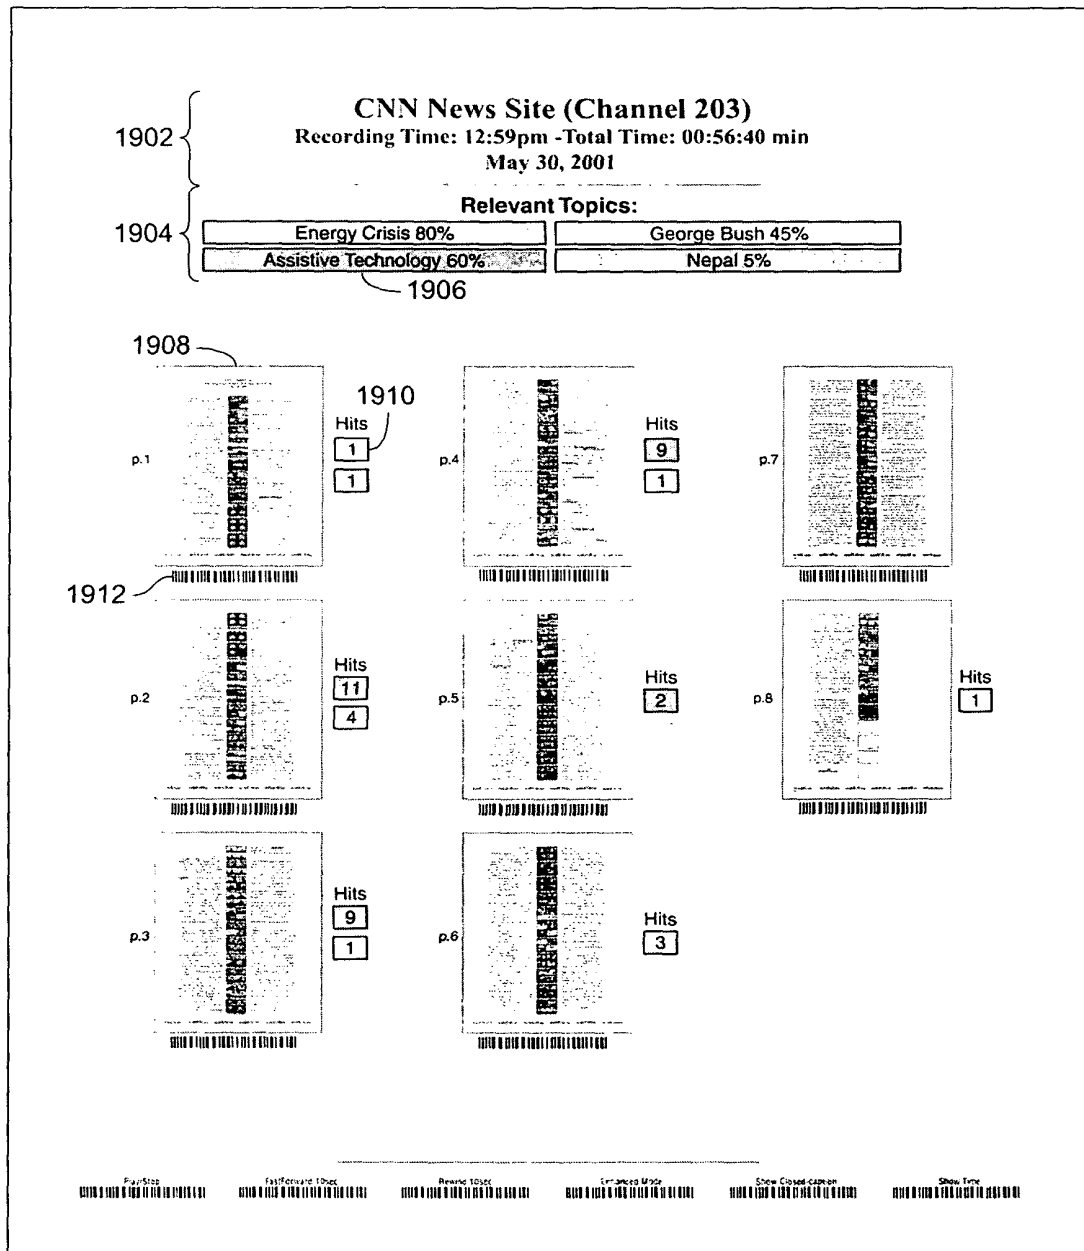 1902
CNN News Site (Channel 203)
Recording Time: 12:59pm -Total Time: 00:56:40 min
May 30, 2001
1904
Relevant Topics:
Energy Crisis 80% George Bush 45%
Assistive Technology 60% Nepal 5%
1906
1908
1910
p.1
Hits
1
1
p.4
Hits
9
1
p.7
1912
p.2
Hits
11
4
p.5
Hits
2
p.8
Hits
1
p.3
Hits
9
1
p.6
Hits
3
Play/Stop FastForward 10sec Rewind 10sec Enhanced Mode Show Closed-caption Show Time